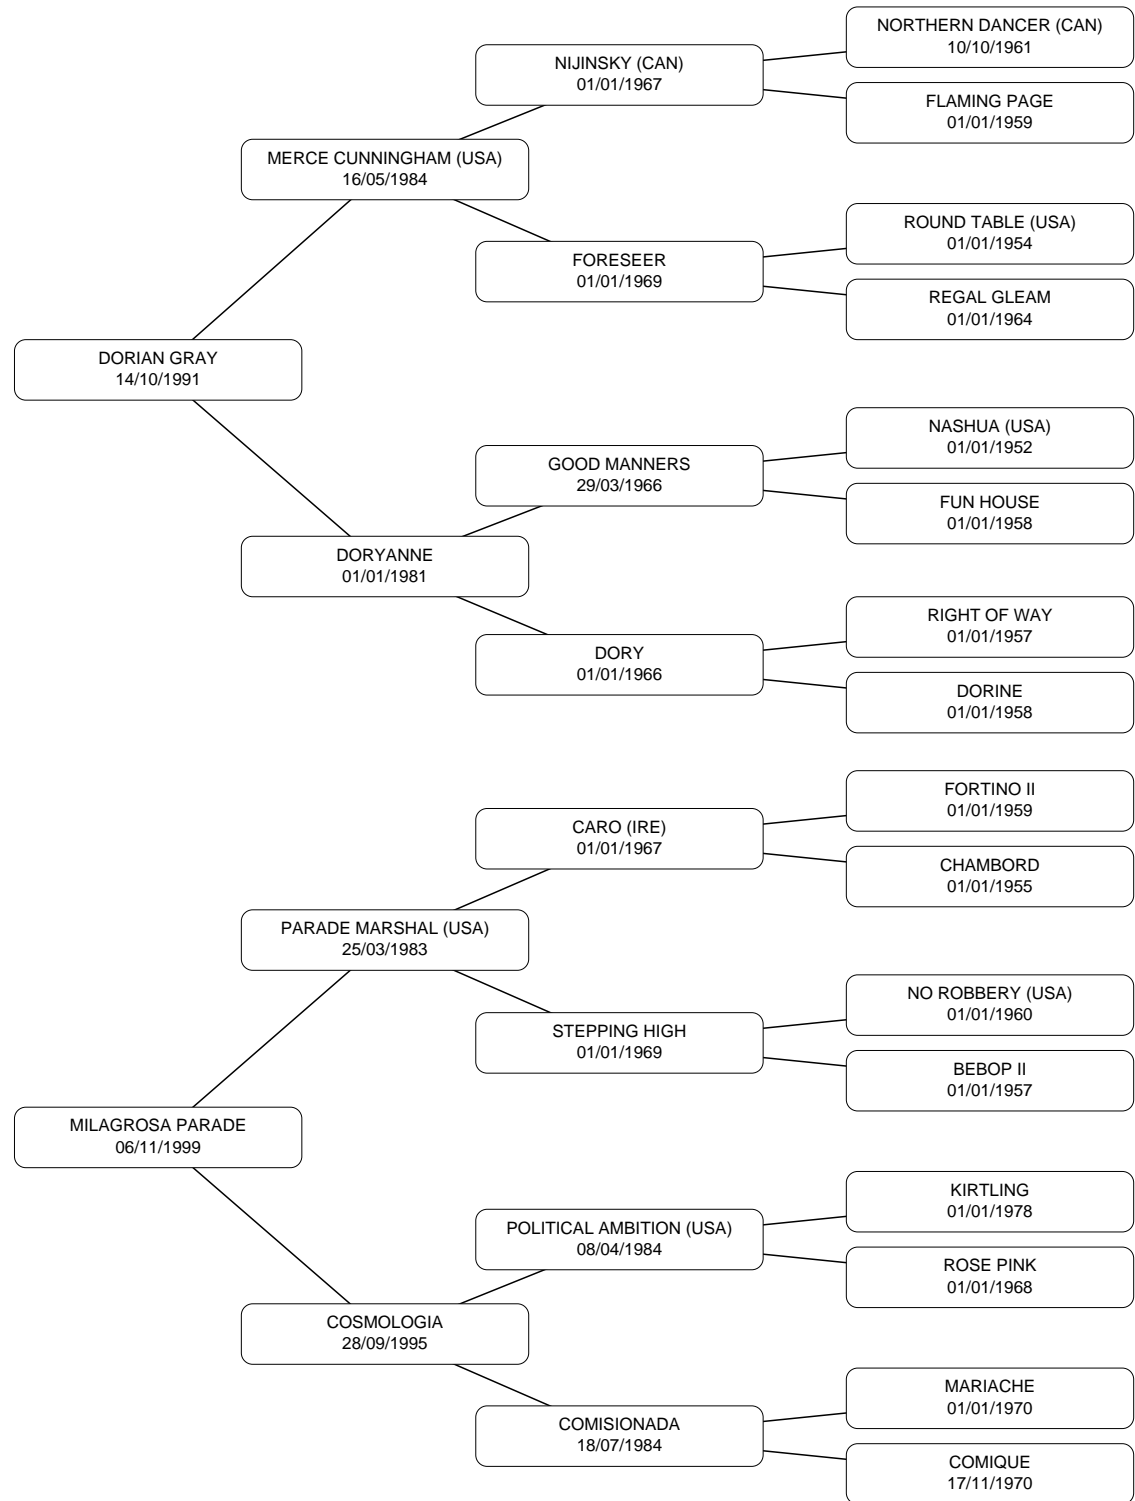 NORTHERN DANCER (CAN)
10/10/1961
NIJINSKY (CAN)
01/01/1967
FLAMING PAGE
01/01/1959
MERCE CUNNINGHAM (USA)
16/05/1984
ROUND TABLE (USA)
01/01/1954
FORESEER
01/01/1969
REGAL GLEAM
01/01/1964
DORIAN GRAY
14/10/1991
NASHUA (USA)
01/01/1952
GOOD MANNERS
29/03/1966
FUN HOUSE
01/01/1958
DORYANNE
01/01/1981
RIGHT OF WAY
01/01/1957
DORY
01/01/1966
DORINE
01/01/1958
FORTINO II
01/01/1959
CARO (IRE)
01/01/1967
CHAMBORD
01/01/1955
PARADE MARSHAL (USA)
25/03/1983
NO ROBBERY (USA)
01/01/1960
STEPPING HIGH
01/01/1969
BEBOP II
01/01/1957
MILAGROSA PARADE
06/11/1999
KIRTLING
01/01/1978
POLITICAL AMBITION (USA)
08/04/1984
ROSE PINK
01/01/1968
COSMOLOGIA
28/09/1995
MARIACHE
01/01/1970
COMISIONADA
18/07/1984
COMIQUE
17/11/1970